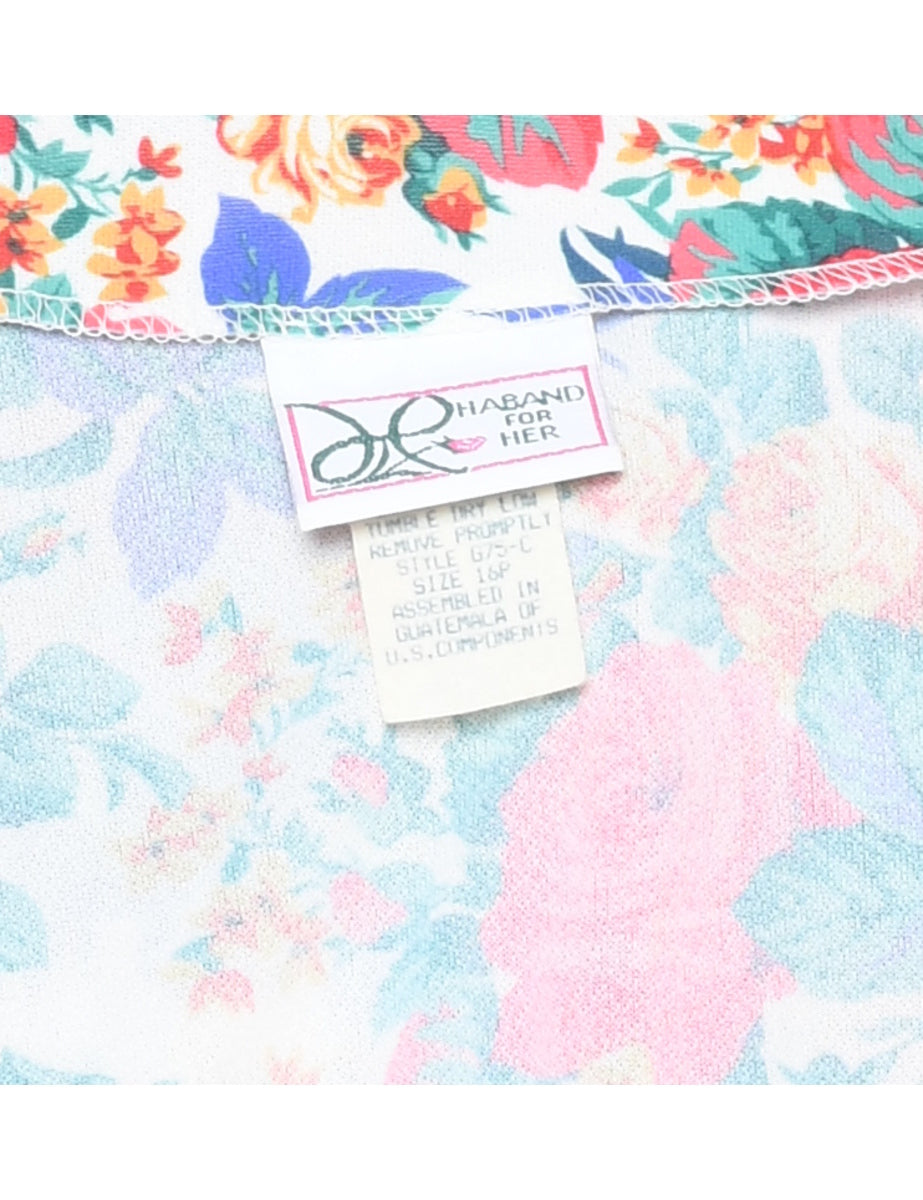 HABAND
FOR
HER
TUMBLE DRY LOW
REMOVE PROMPTLY
STYLE G75-C
SIZE 16P
ASSEMBLED IN
GUATEMALA OF
U.S.COMPONENTS